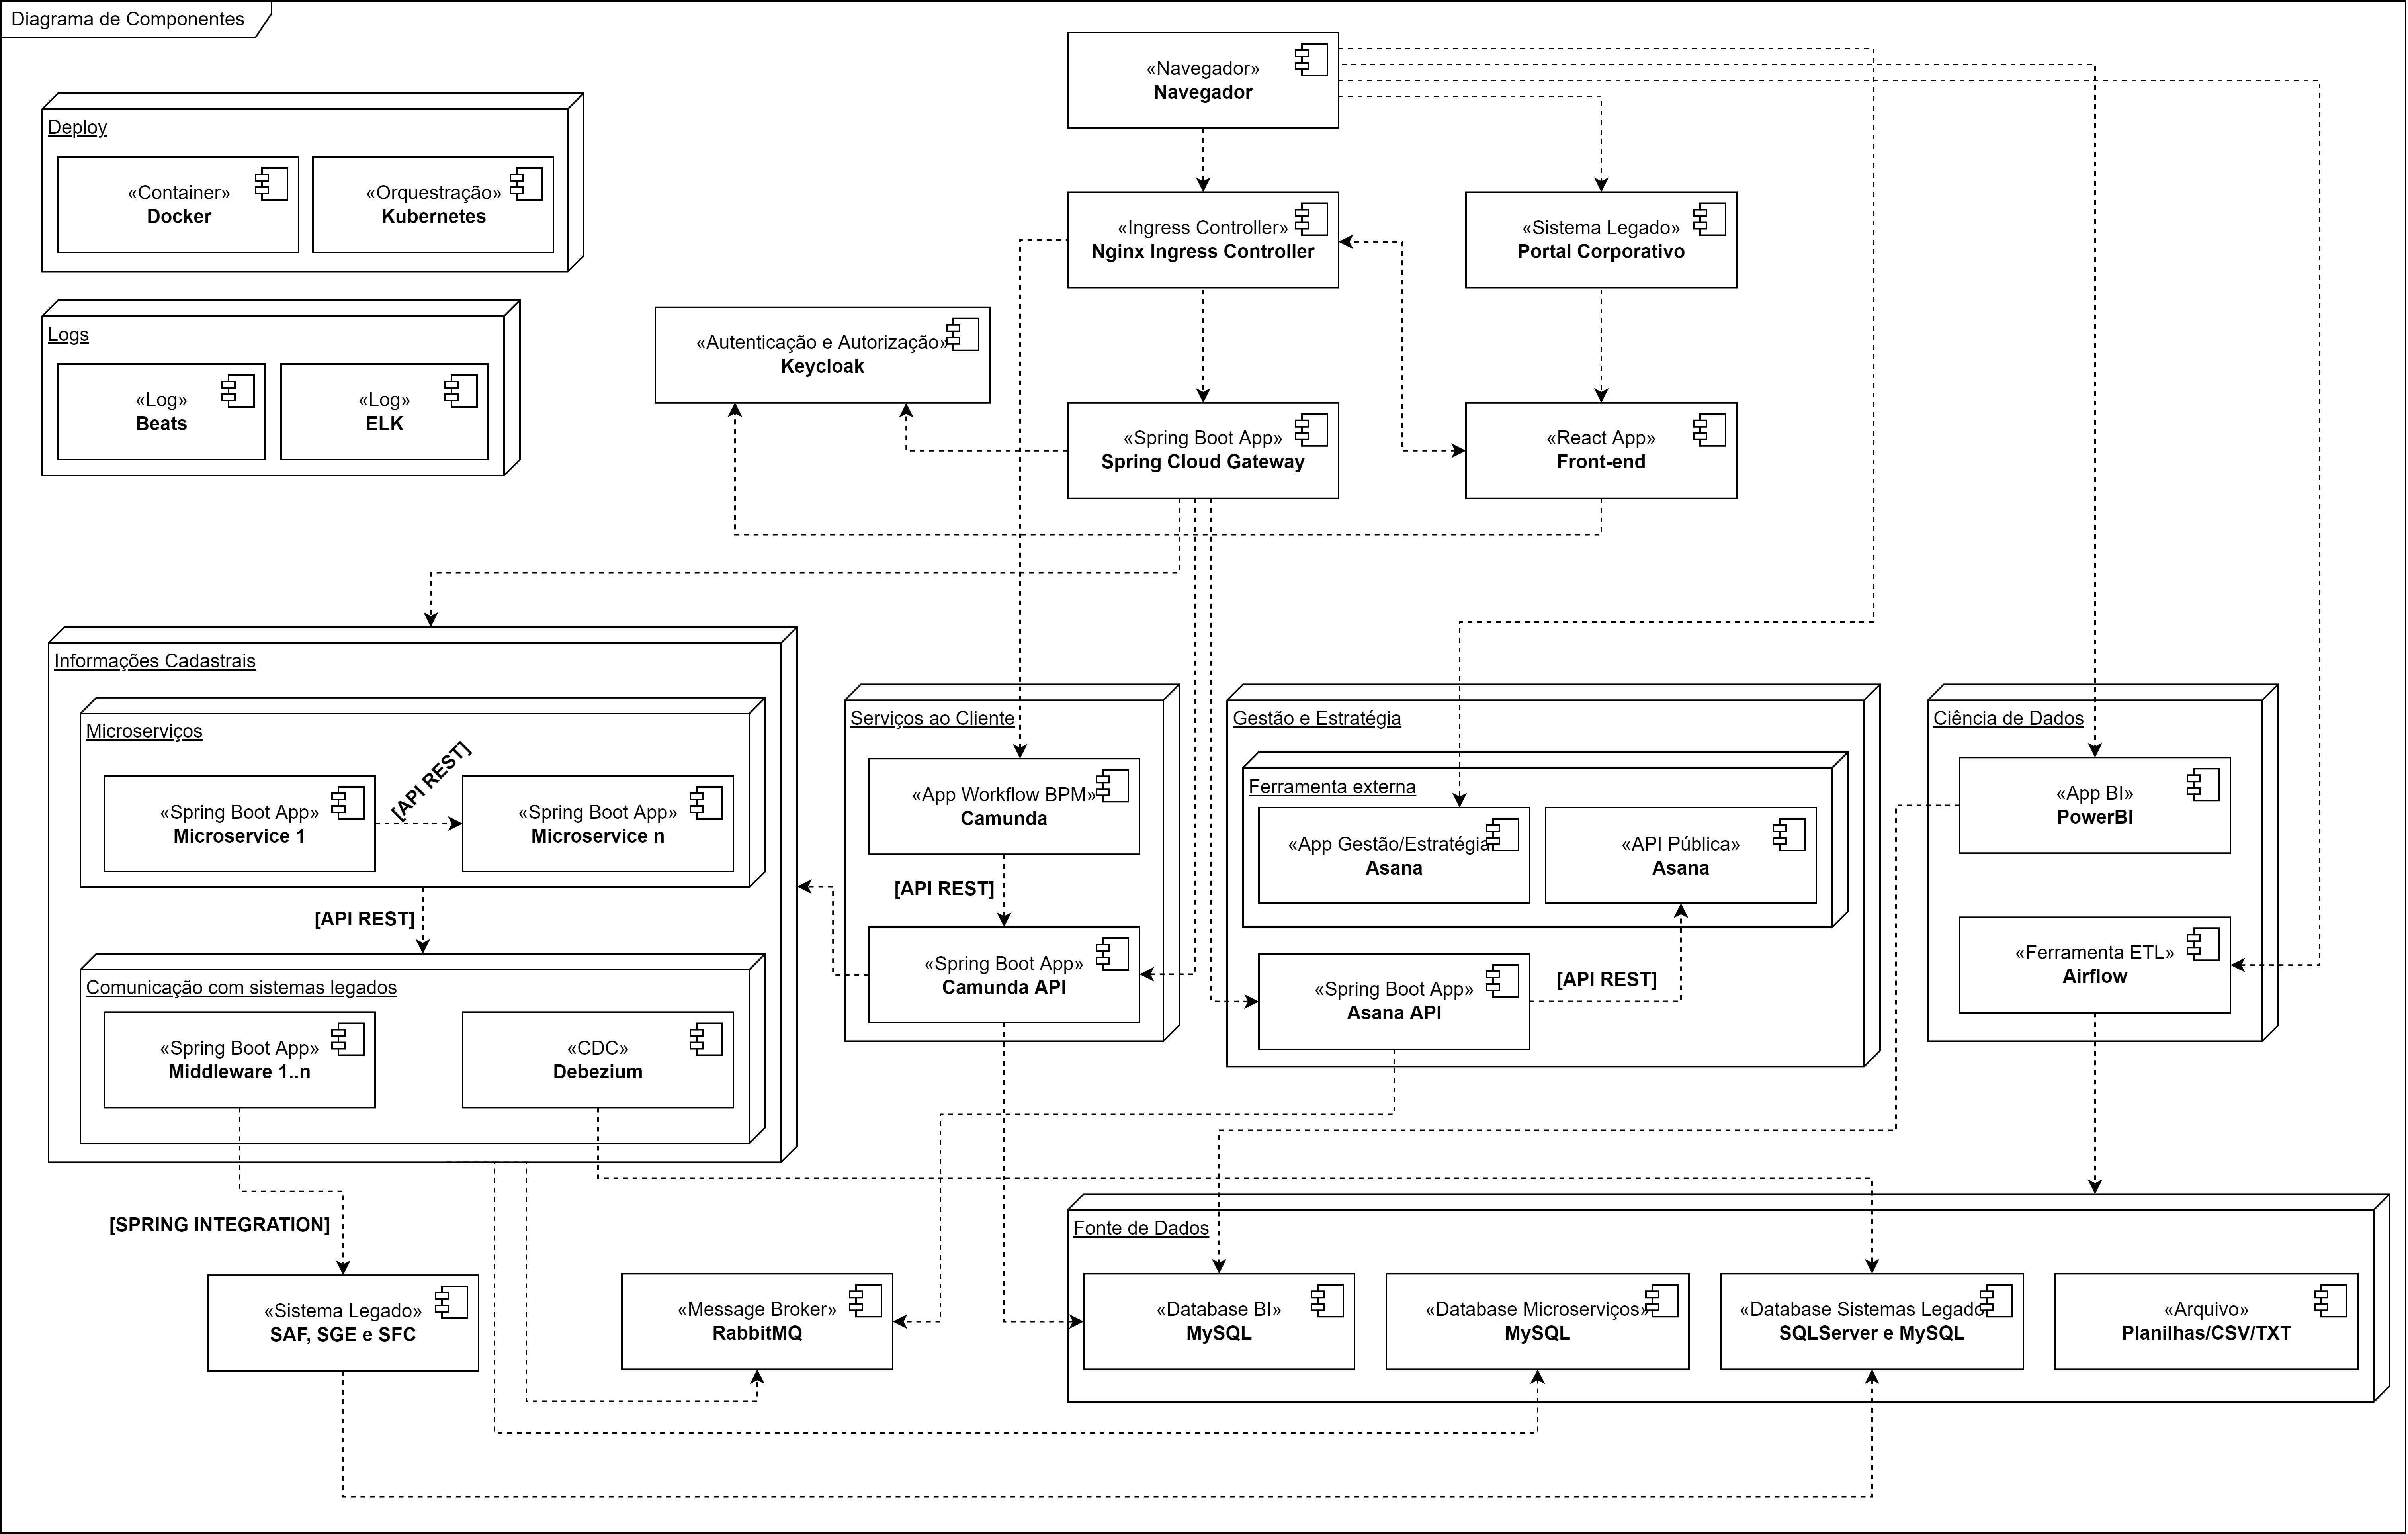 Diagrama de Componentes
«Navegador»
Navegador
Deploy
«Container»
Docker
«Orquestração»
Kubernetes
«Ingress Controller»
Nginx Ingress Controller
«Sistema Legado»
Portal Corporativo
Logs
«Log»
Beats
«Log»
ELK
«Autenticação e Autorização»
Keycloak
«Spring Boot App»
Spring Cloud Gateway
«React App»
Front-end
Informações Cadastrais
Microserviços
«Spring Boot App»
Microservice 1
[API REST]
«Spring Boot App»
Microservice n
[API REST]
Comunicação com sistemas legados
«Spring Boot App»
Middleware 1..n
«CDC»
Debezium
Serviços ao Cliente
«App Workflow BPM»
Camunda
[API REST]
«Spring Boot App»
Camunda API
Gestão e Estratégia
Ferramenta externa
«App Gestão/Estratégia
Asana
«API Pública»
Asana
«Spring Boot App»
Asana API
[API REST]
Ciência de Dados
«App BI»
PowerBI
«Ferramenta ETL»
Airflow
[SPRING INTEGRATION]
«Sistema Legado»
SAF, SGE e SFC
«Message Broker»
RabbitMQ
Fonte de Dados
«Database BI»
MySQL
«Database Microserviços»
MySQL
«Database Sistemas Legado
SQLServer e MySQL
«Arquivo»
Planilhas/CSV/TXT